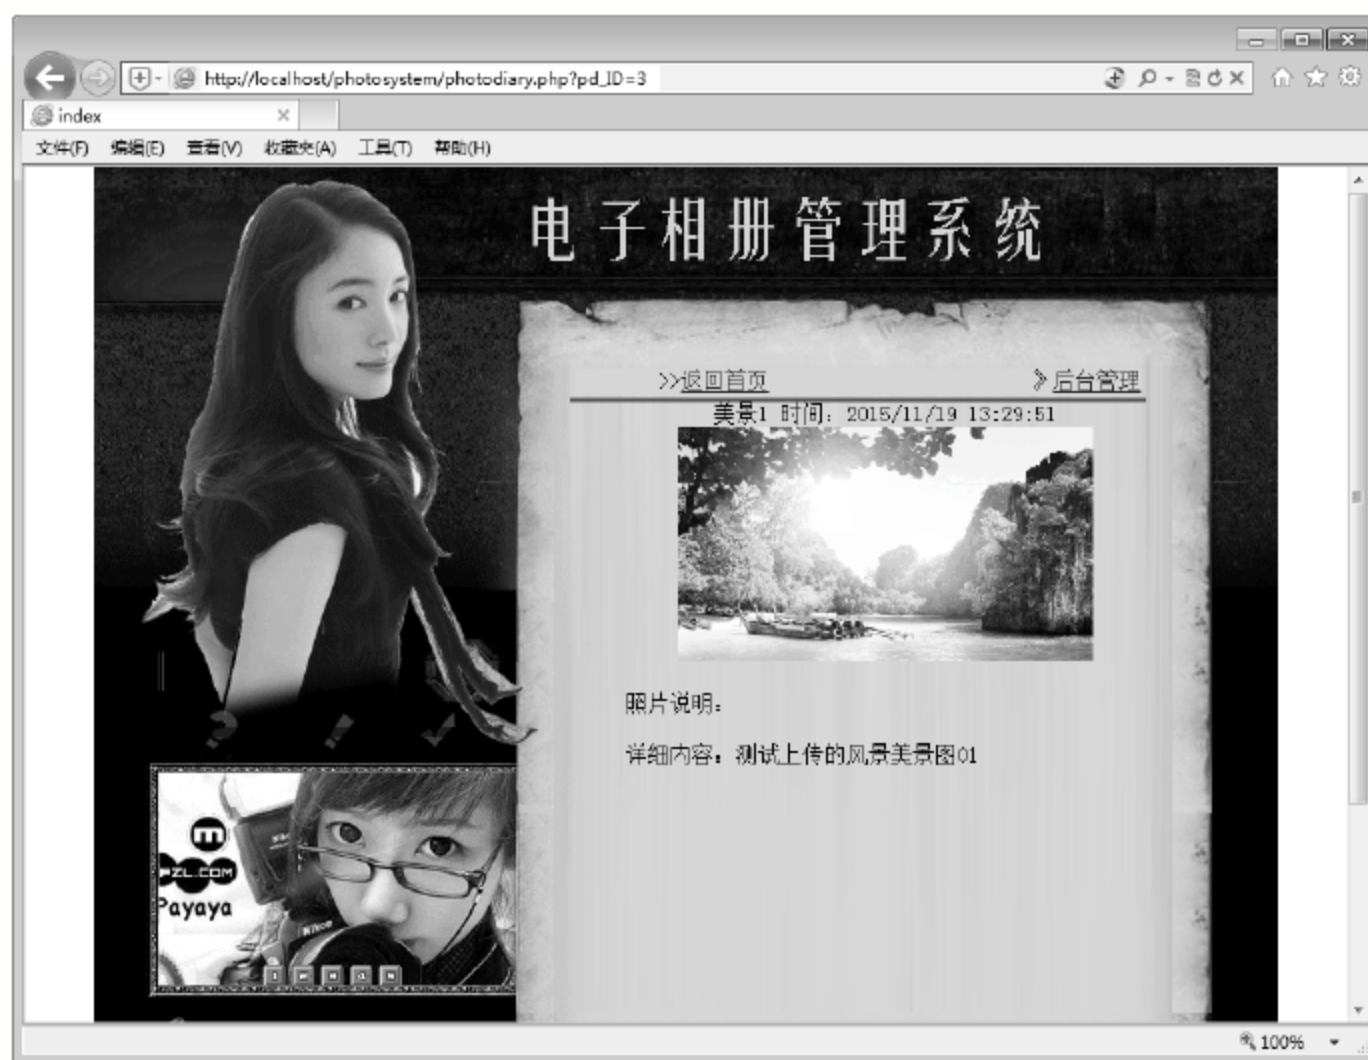 http://localhost/photosystem/photodiary.php?pd_ID=3
index
文件(F) 编辑(E) 查看(V) 收藏夹(A) 工具(T) 帮助(H)
电子相册管理系统
>>返回首页 》后台管理
美景1 时间：2015/11/19 13:29:51
照片说明：
详细内容：测试上传的风景美景图01
m
PZL.COM
Payaya
Nikon
100%